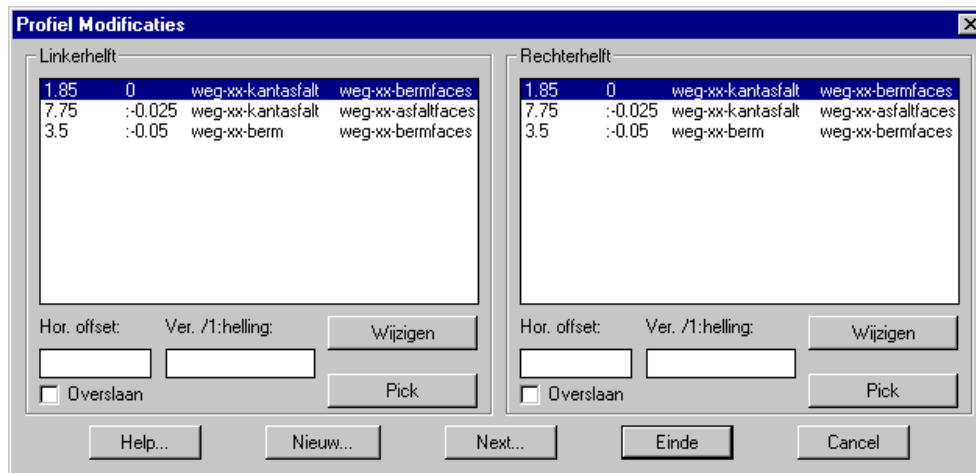 Profiel Modificaties
Linkerhelft
1.85 0 weg-xx-kantasfalt weg-xx-bermfaces
7.75 :-0.025 weg-xx-kantasfalt weg-xx-asfaltfaces
3.5 :-0.05 weg-xx-berm weg-xx-bermfaces
Hor. offset: Ver. /1:helling:
Wijzigen
Overslaan
Pick
Rechterhelft
1.85 0 weg-xx-kantasfalt weg-xx-bermfaces
7.75 :-0.025 weg-xx-kantasfalt weg-xx-asfaltfaces
3.5 :-0.05 weg-xx-berm weg-xx-bermfaces
Hor. offset: Ver. /1:helling:
Wijzigen
Overslaan
Pick
Help... Nieuw... Next... Einde Cancel